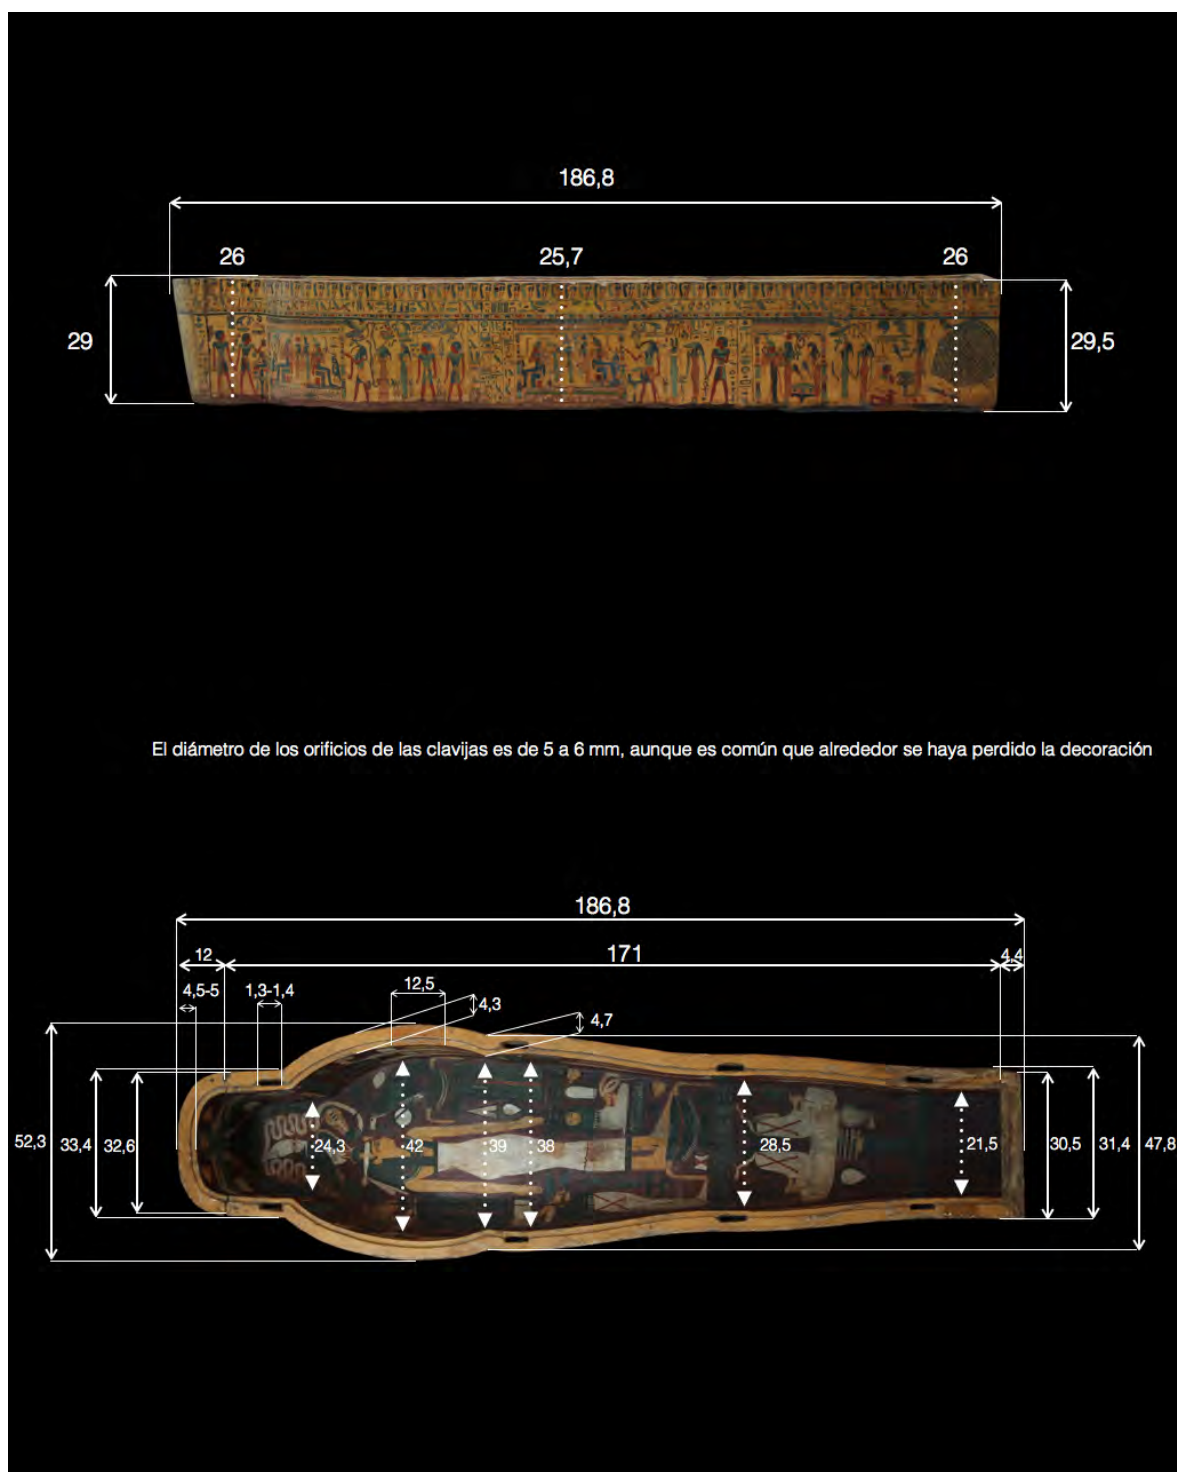 186,8
26 25,7 26
29 29,5
El diámetro de los orificios de las clavijas es de 5 a 6 mm, aunque es común que alrededor se haya perdido la decoración
186,8
12 171 4,4
4,5-5 1,3-1,4 12,5 4,3
4,7
52,3 33,4 32,6 24,3 42 39 38 28,5 21,5 30,5 31,4 47,8